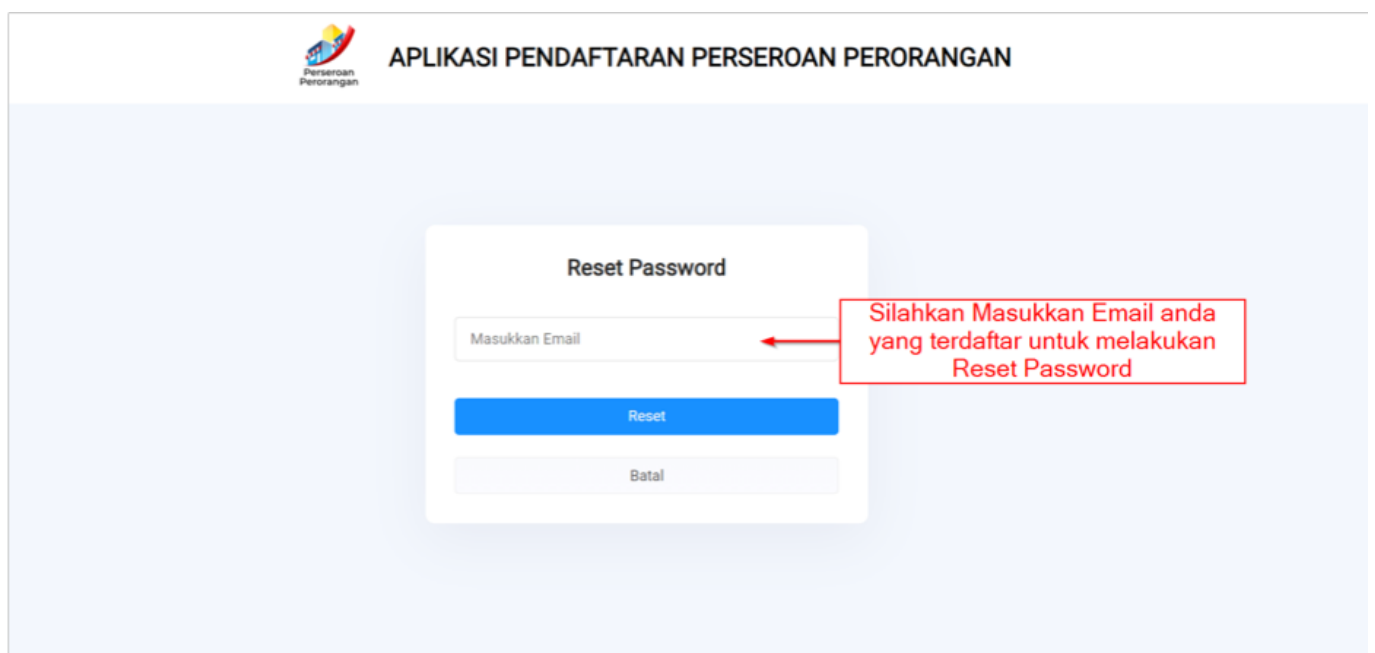 Perseroan
Perorangan
APLIKASI PENDAFTARAN PERSEROAN PERORANGAN
Reset Password
Masukkan Email
Silahkan Masukkan Email anda
yang terdaftar untuk melakukan
Reset Password
Reset
Batal